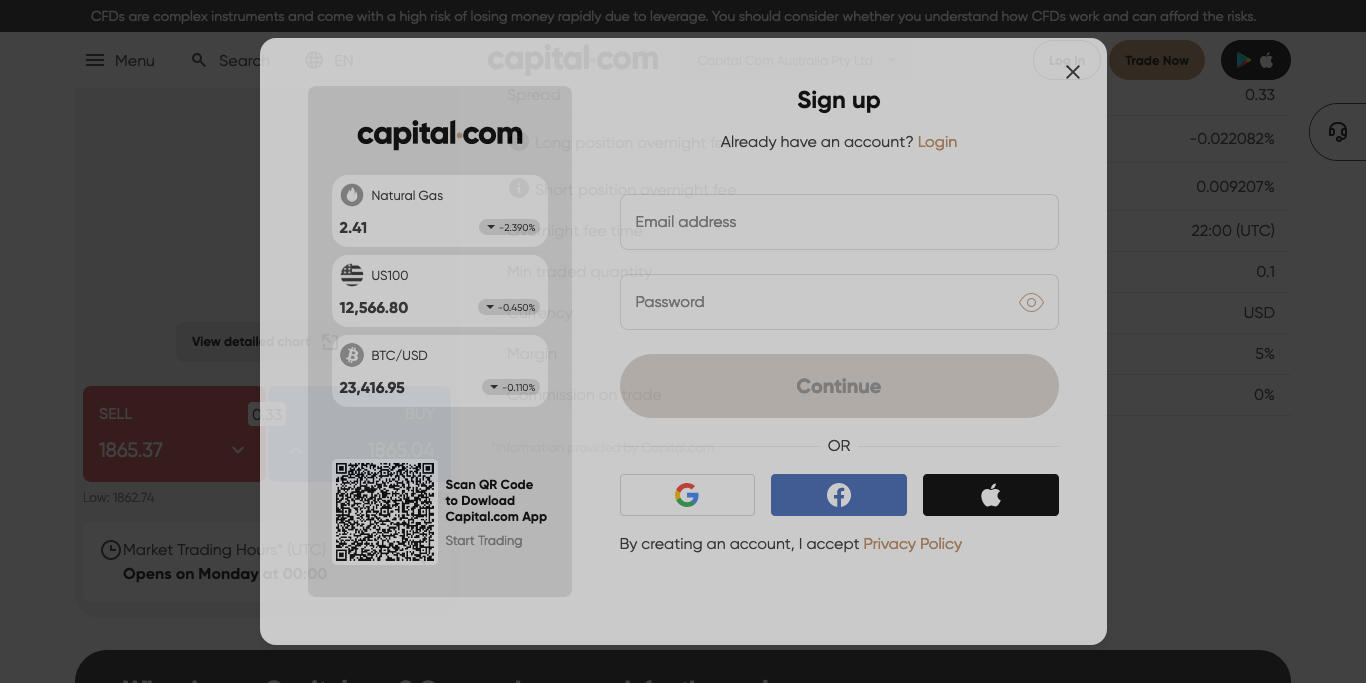 CFDs are complex instruments and come with a high risk of losing money rapidly due to leverage. You should consider whether you understand how CFDs work and can afford the risks.
Menu
Search
EN
capital.com
Capital Com Australia Pty Ltd
Log In
Trade Now
Spread
0.33
Long position overnight fe
-0.022082%
Short position overnight fee
0.009207%
Overnight fee time
22:00 (UTC)
Min traded quantity
0.1
Currency
USD
Margin
5%
Commission on trade
0%
*Information provided by Capital.com
View detailed chart
SELL
0.33
BUY
1865.37
1865.04
Low: 1862.74
Market Trading Hours* (UTC)
Opens on Monday at 00:00
capital.com
Natural Gas
2.41
-2.390%
US100
12,566.80
-0.450%
BTC/USD
23,416.95
-0.110%
Scan QR Code
to Dowload
Capital.com App
Start Trading
Sign up
Already have an account? Login
Email address
Password
Continue
OR
By creating an account, I accept Privacy Policy